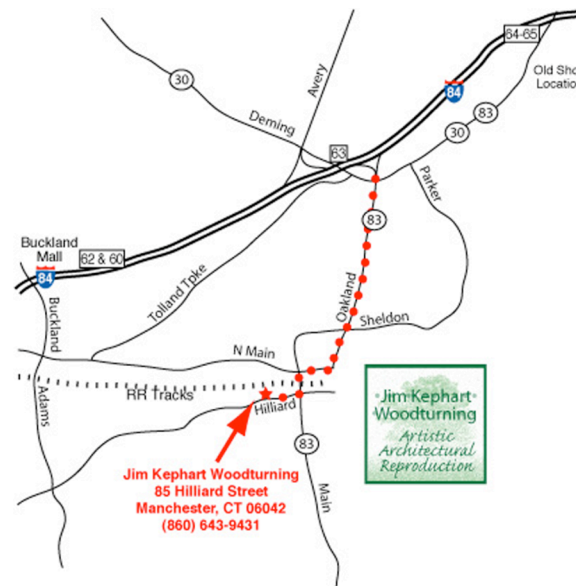 64-65
Old Sho
Locatio
84
30
Avery
83
Deming
30
63
Parker
83
Buckland
Mall
62 & 60
84
Tolland Tpke
Buckland
Oakland
Sheldon
N Main
RR Tracks
Adams
Hilliard
83
Main
Jim Kephart
Woodturning
Artistic
Architectural
Reproduction
Jim Kephart Woodturning
85 Hilliard Street
Manchester, CT 06042
(860) 643-9431